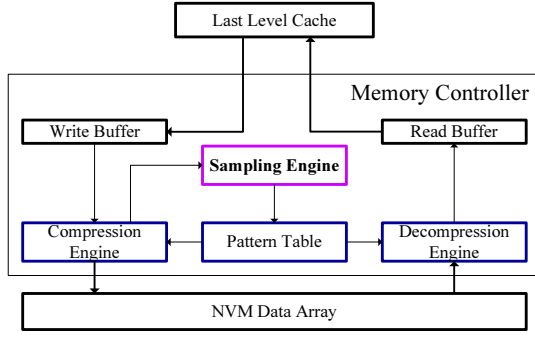 Last Level Cache
Memory Controller
Write Buffer
Read Buffer
Sampling Engine
Compression
Engine
Pattern Table
Decompression
Engine
NVM Data Array